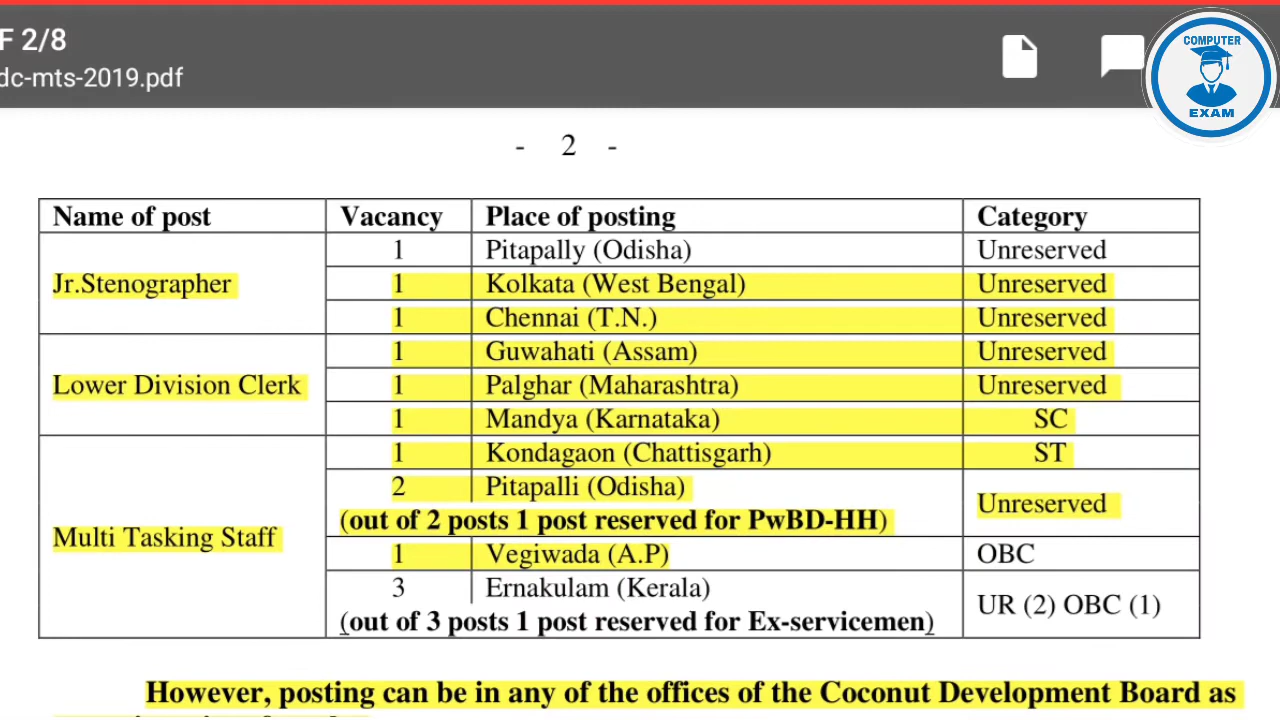 F 2/8
dc-mts-2019.pdf
COMPUTER
EXAM
- 2 -
Name of post Vacancy Place of posting Category
Jr.Stenographer
1 Pitapally (Odisha) Unreserved
1 Kolkata (West Bengal) Unreserved
1 Chennai (T.N.) Unreserved
Lower Division Clerk
1 Guwahati (Assam) Unreserved
1 Palghar (Maharashtra) Unreserved
1 Mandya (Karnataka) SC
Multi Tasking Staff
1 Kondagaon (Chattisgarh) ST
2 Pitapalli (Odisha) Unreserved
(out of 2 posts 1 post reserved for PwBD-HH)
1 Vegiwada (A.P) OBC
3 Ernakulam (Kerala) UR (2) OBC (1)
(out of 3 posts 1 post reserved for Ex-servicemen)
However, posting can be in any of the offices of the Coconut Development Board as